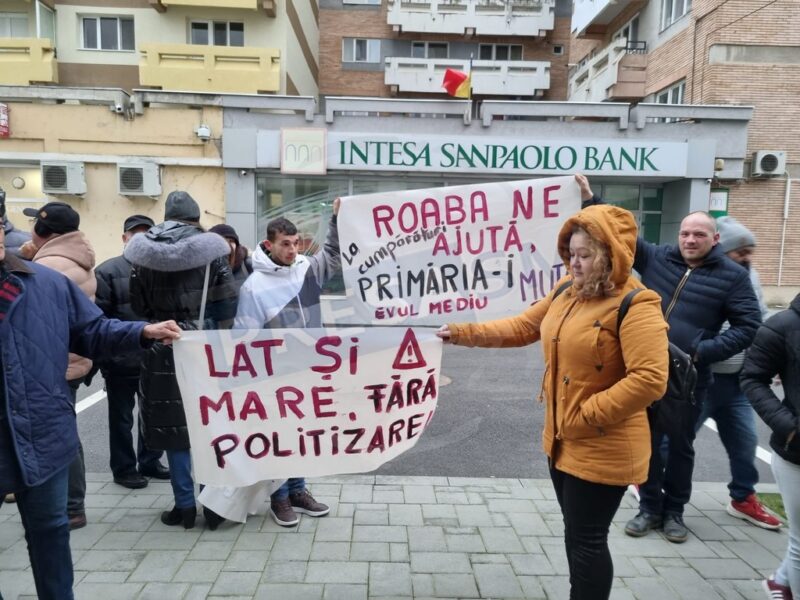 INTESA SANPAOLO BANK
ROABA NE
La cumpărături AJUTĂ,
PRIMĂRIA-I MUT
EVUL MEDIU
LAT ȘI
MARE, FĂRĂ
POLITIZARE!